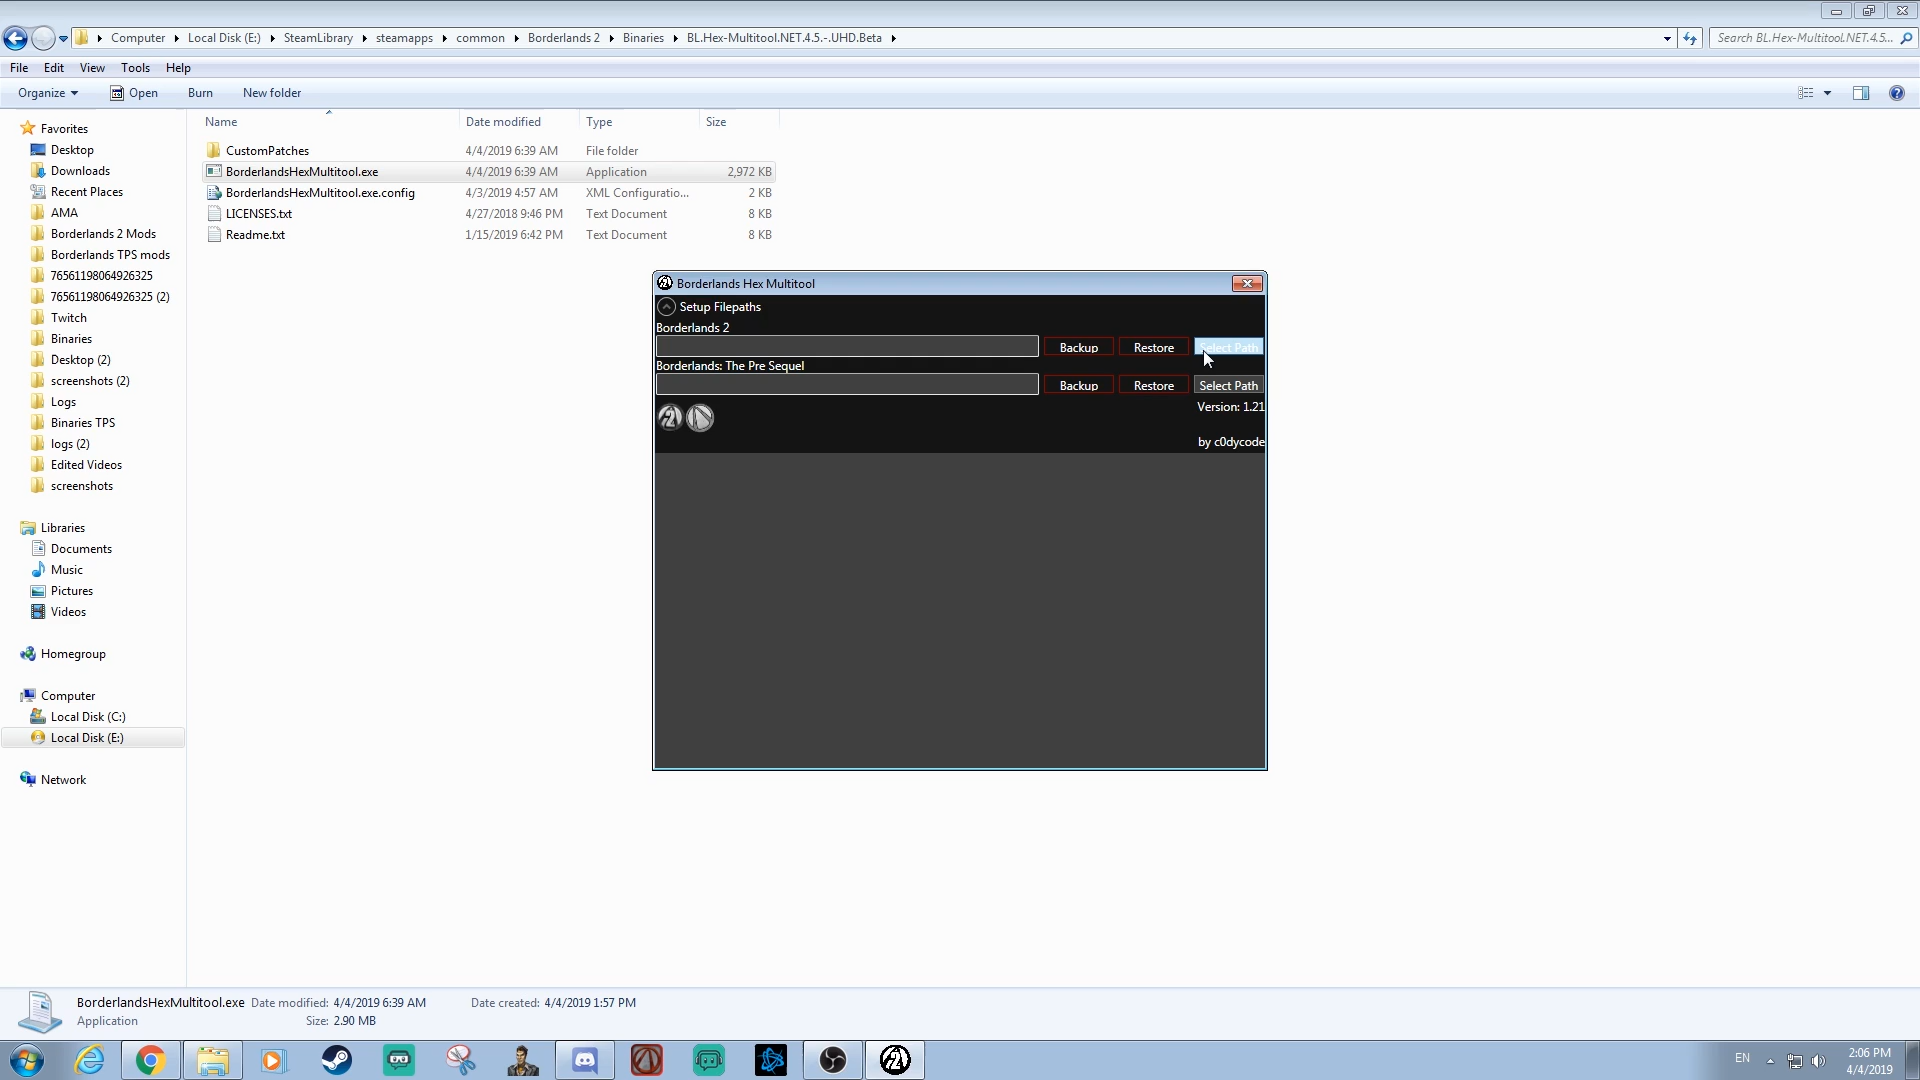 Computer Local Disk (E:) SteamLibrary steamapps common Borderlands 2 Binaries BL.Hex-Multitool.NET.4.5.-.UHD.Beta Search BL.Hex-Multitool.NET.4.5...
File Edit View Tools Help
Organize Open Burn New folder
Name Date modified Type Size
CustomPatches 4/4/2019 6:39 AM File folder
BorderlandsHexMultitool.exe 4/4/2019 6:39 AM Application 2,972 KB
BorderlandsHexMultitool.exe.config 4/3/2019 4:57 AM XML Configuratio... 2 KB
LICENSES.txt 4/27/2018 9:46 PM Text Document 8 KB
Readme.txt 1/15/2019 6:42 PM Text Document 8 KB
Favorites
Desktop
Downloads
Recent Places
AMA
Borderlands 2 Mods
Borderlands TPS mods
76561198064926325
76561198064926325 (2)
Twitch
Binaries
Desktop (2)
screenshots (2)
Logs
Binaries TPS
logs (2)
Edited Videos
screenshots
Libraries
Documents
Music
Pictures
Videos
Homegroup
Computer
Local Disk (C:)
Local Disk (E:)
Network
Borderlands Hex Multitool
Setup Filepaths
Borderlands 2
Backup Restore Select Path
Borderlands: The Pre Sequel
Backup Restore Select Path
Version: 1.21
by c0dycode
BorderlandsHexMultitool.exe Date modified: 4/4/2019 6:39 AM Date created: 4/4/2019 1:57 PM
Application Size: 2.90 MB
EN 2:06 PM
4/4/2019